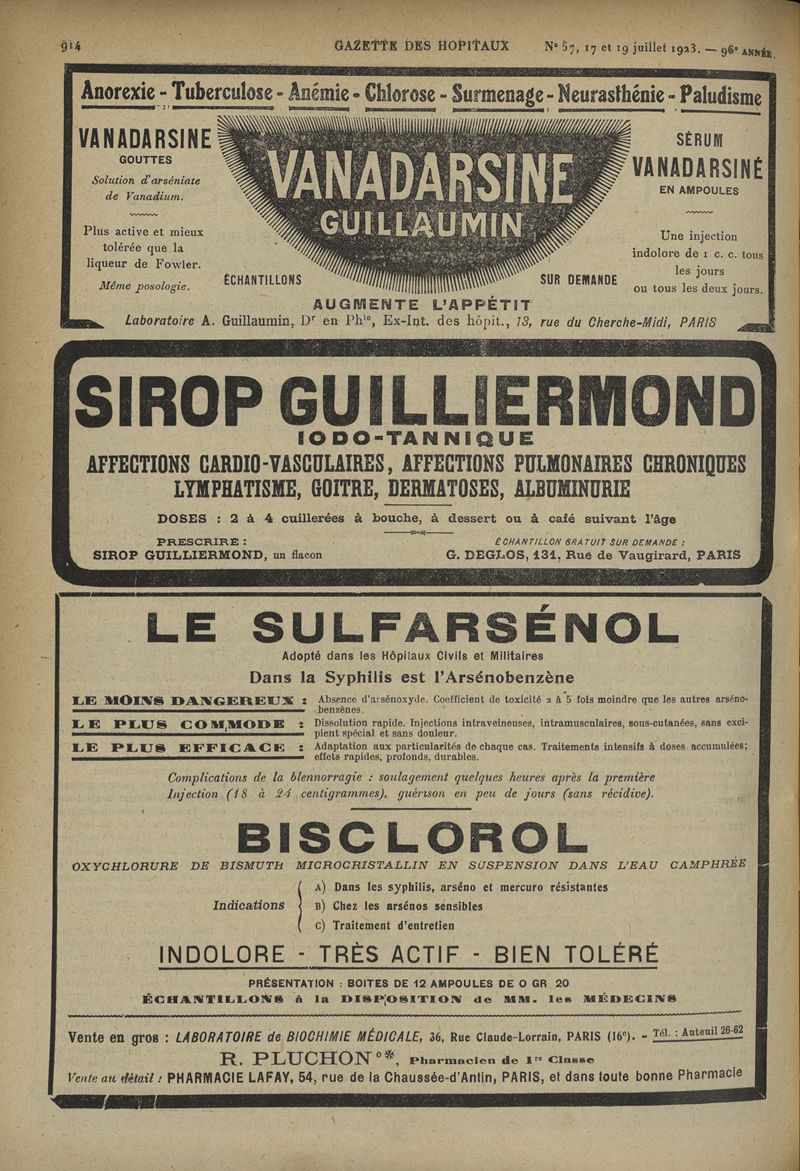 914 GAZETTE DES HOPITAUX N° 57, 17 et 19 juillet 1923. — 96e ANNÉE.
Anorexie - Tuberculose - Anémie - Chlorose - Surmenage - Neurasthénie - Paludisme
VANADARSINE
GOUTTES
Solution d'arséniate
de Vanadium.
Plus active et mieux
tolérée que la
liqueur de Fowler.
Même posologie.
VANADARSINE
GUILLAUMIN
ÉCHANTILLONS SUR DEMANDE
SÉRUM
VANADARSINÉ
EN AMPOULES
Une injection
indolore de 1 c. c. tous
les jours
ou tous les deux jours.
AUGMENTE L'APPÉTIT
Laboratoire A. Guillaumin, Dr en Phie, Ex-Int. des hôpit., 13, rue du Cherche-Midi, PARIS
SIROP GUILLIERMOND
IODO-TANNIQUE
AFFECTIONS CARDIO-VASCULAIRES, AFFECTIONS PULMONAIRES CHRONIQUES
LYMPHATISME, GOITRE, DERMATOSES, ALBUMINURIE
DOSES : 2 à 4 cuillerées à bouche, à dessert ou à café suivant l'âge
PRESCRIRE :
SIROP GUILLIERMOND, un flacon
ÉCHANTILLON GRATUIT SUR DEMANDE :
G. DEGLOS, 131, Rue de Vaugirard, PARIS
LE SULFARSÉNOL
Adopté dans les Hôpitaux Civils et Militaires
Dans la Syphilis est l'Arsénobenzène
LE MOINS DANGEREUX : Absence d'arsénoxyde. Coefficient de toxicité 2 à 5 fois moindre que les autres arséno-
benzènes.
LE PLUS COMMODE : Dissolution rapide. Injections intraveineuses, intramusculaires, sous-cutanées, sans exci-
pient spécial et sans douleur.
LE PLUS EFFICACE : Adaptation aux particularités de chaque cas. Traitements intensifs à doses accumulées;
effets rapides, profonds, durables.
Complications de la blennorragie : soulagement quelques heures après la première
Injection (18 à 24 centigrammes), guérison en peu de jours (sans récidive).
BISCLOROL
OXYCHLORURE DE BISMUTH MICROCRISTALLIN EN SUSPENSION DANS L'EAU CAMPHRÉE
Indications
A) Dans les syphilis, arséno et mercuro résistantes
B) Chez les arsénos sensibles
C) Traitement d'entretien
INDOLORE - TRÈS ACTIF - BIEN TOLÉRÉ
PRÉSENTATION : BOITES DE 12 AMPOULES DE 0 GR 20
ÉCHANTILLONS à la DISPOSITION de MM. les MÉDECINS
Vente en gros : LABORATOIRE de BIOCHIMIE MÉDICALE, 36, Rue Claude-Lorrain, PARIS (16e). - Tél. : Auteuil 26-62
R. PLUCHON °*, Pharmacien de 1re Classe
Vente au détail : PHARMACIE LAFAY, 54, rue de la Chaussée-d'Antin, PARIS, et dans toute bonne Pharmacie